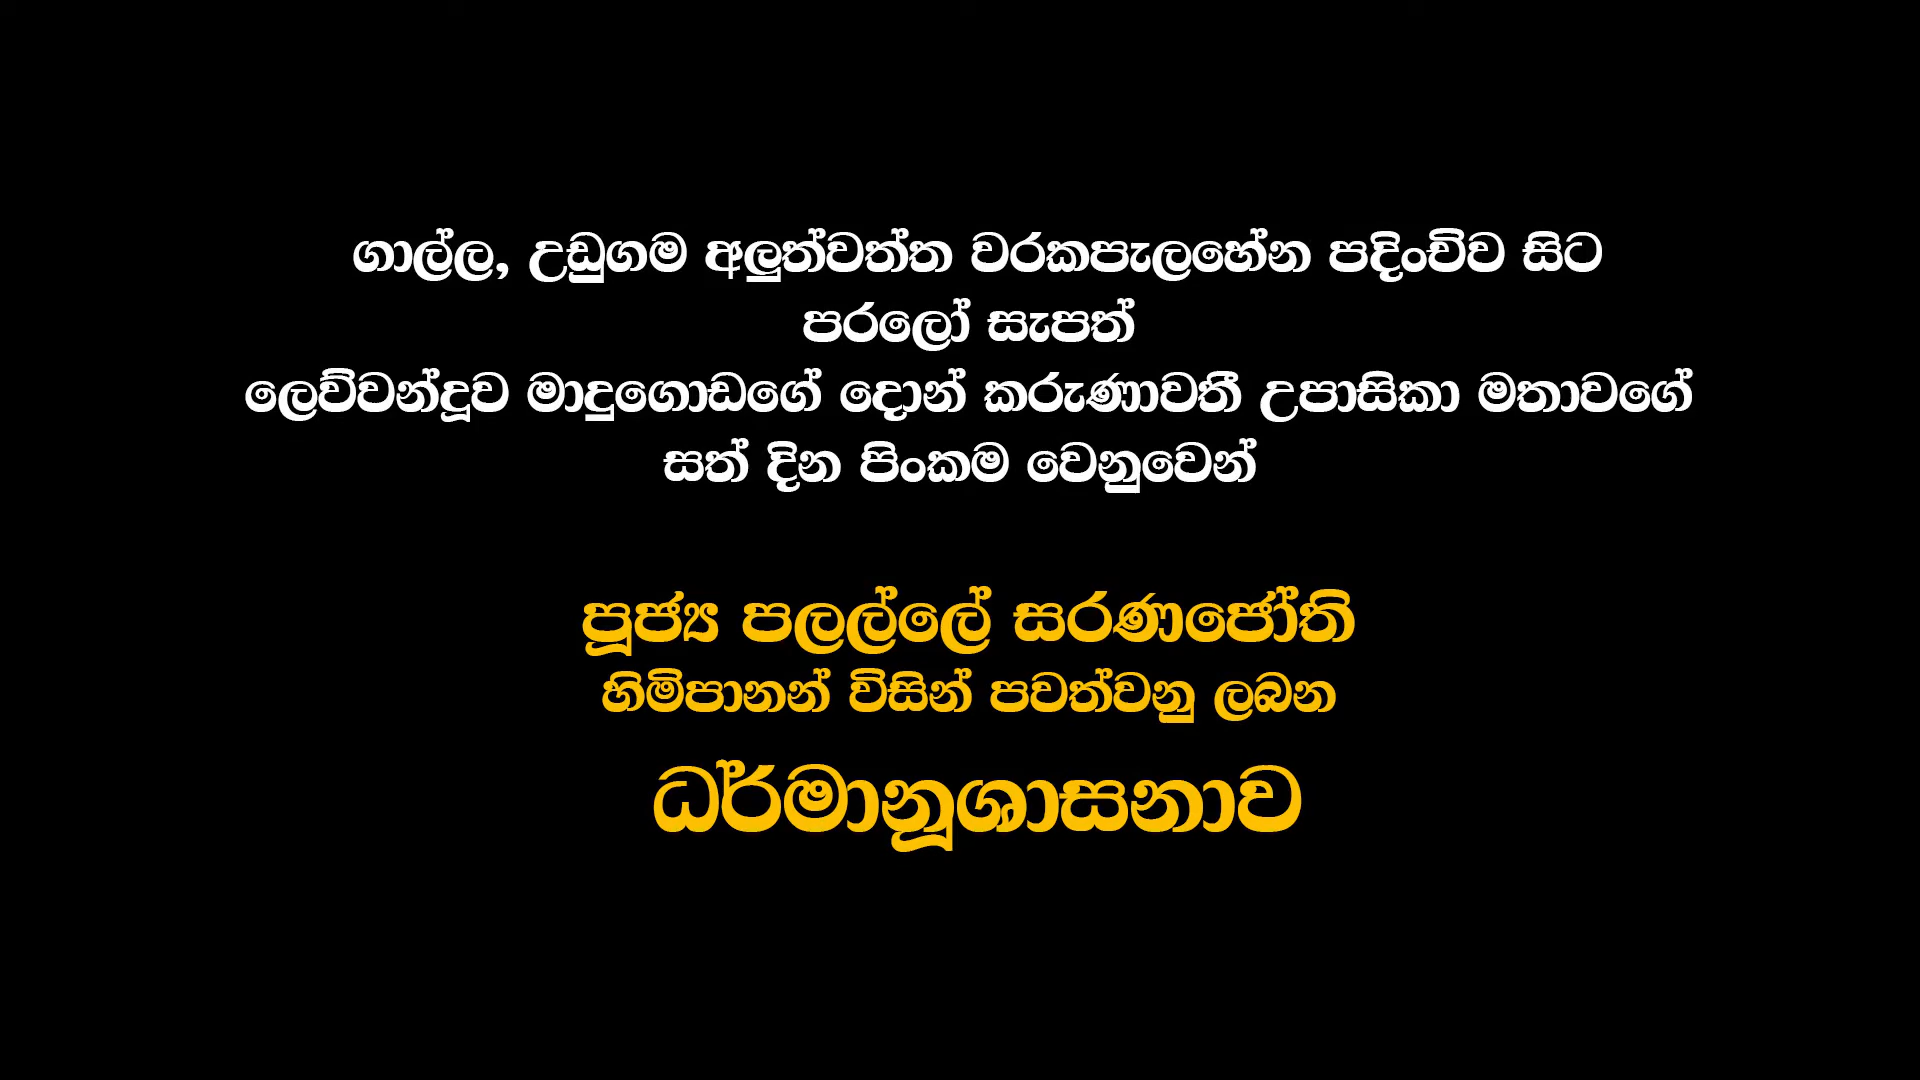 ගාල්ල, උඩුගම අලුත්වත්ත වරකපැලහේන පදිංචිව සිට
පරලෝ සැපත්
ලෙව්වන්දූව මාදුගොඩගේ දොන් කරුණාවතී උපාසිකා මතාවගේ
සත් දින පිංකම වෙනුවෙන්
පූජ්‍ය පලල්ලේ සරණජෝති
හිමිපානන් විසින් පවත්වනු ලබන
ධර්මානූශාසනාව